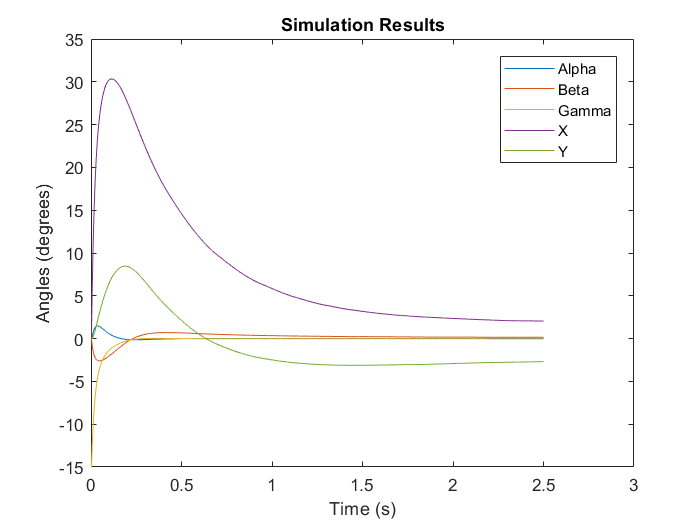 Simulation Results
35
30
25
20
15
10
5
0
-5
-10
-15
Angles (degrees)
Alpha
Beta
Gamma
X
Y
0 0.5 1 1.5 2 2.5 3
Time (s)